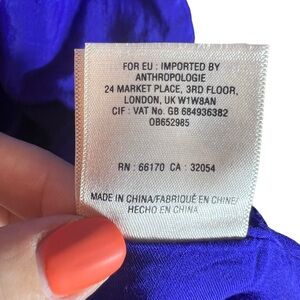 FOR EU : IMPORTED BY
ANTHROPOLOGIE
24 MARKET PLACE, 3RD FLOOR,
LONDON, UK W1W8AN
CIF : VAT No. GB 684936382
OB652985
RN : 66170 CA : 32054
MADE IN CHINA/FABRIQUÉ EN CHINE/
HECHO EN CHINA